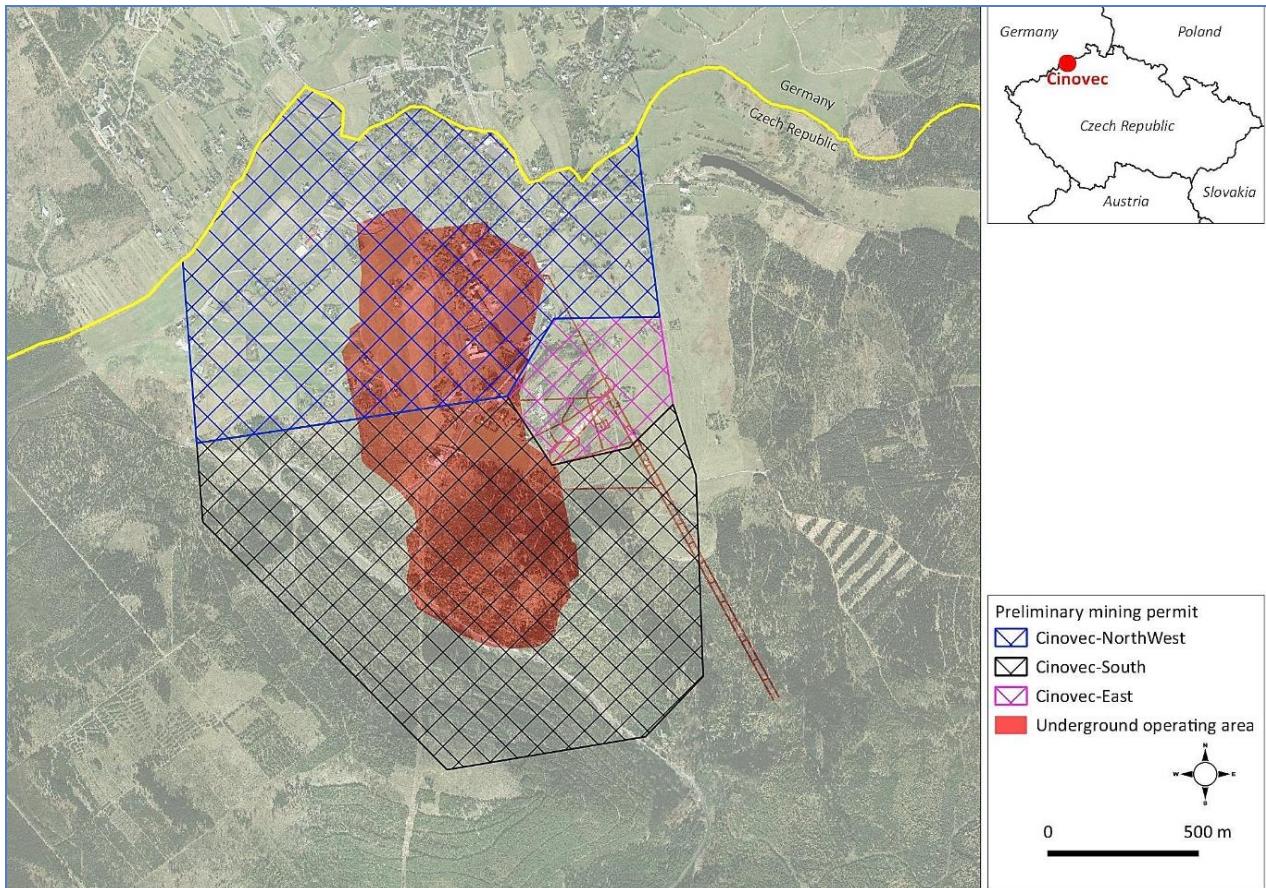 Germany
Czech Republic
Germany
Poland
Cinovec
Czech Republic
Austria
Slovakia
Preliminary mining permit
Cinovec-NorthWest
Cinovec-South
Cinovec-East
Underground operating area
N
W
E
S
0
500 m